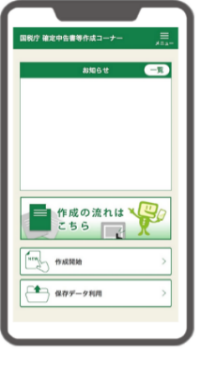 国税庁 確定申告書等作成コーナー
メニュー
お知らせ
一覧
作成の流れは
こちら
作成開始
保存データ利用